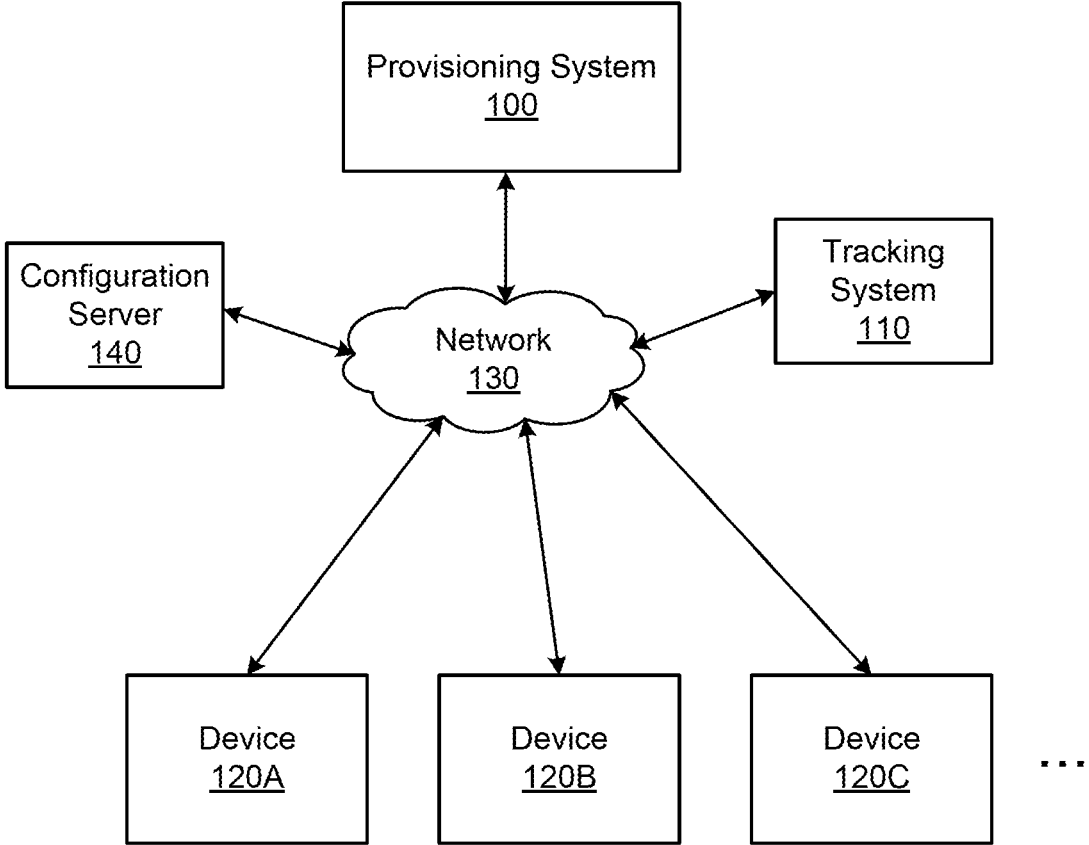 Provisioning System
100
Configuration
Server
140
Tracking
System
110
Network
130
Device
120A
Device
120B
Device
120C
...